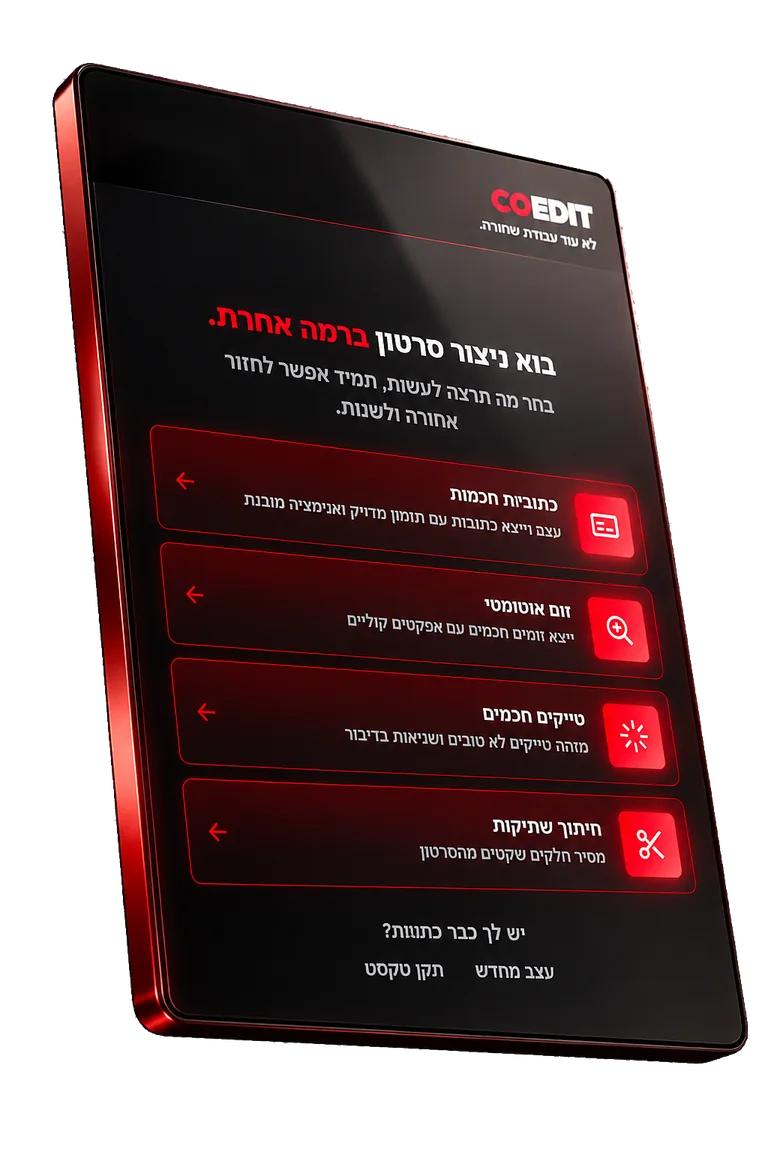 COEDIT
לא עוד עבודת שחורה.
בוא ניצור סרטון ברמה אחרת.
בחר מה תרצה לעשות, תמיד אפשר לחזור
אחורה ולשנות.
כתוביות חכמות
עצב וייצא כתובות עם תזמון מדויק ואנימציה מובנת
זום אוטומטי
ייצא זומים חכמים עם אפקטים קוליים
טייקים חכמים
מזהה טייקים לא טובים ושגיאות בדיבור
חיתוך שתיקות
מסיר חלקים שקטים מהסרטון
יש לך כבר
עצב מחדש
תקן טקסט